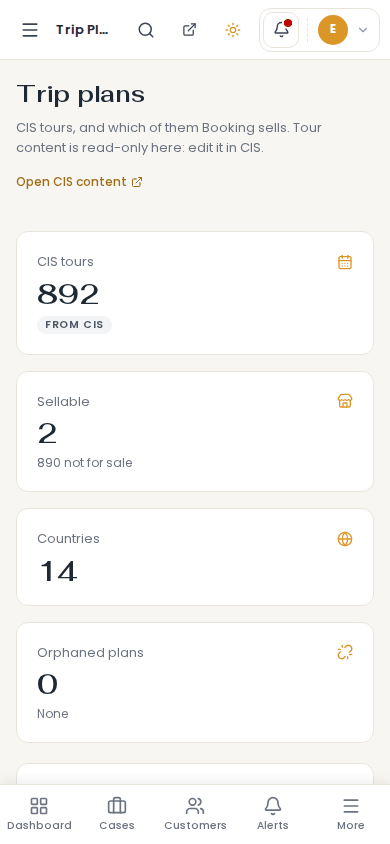 Trip Pl...
E
Trip plans
CIS tours, and which of them Booking sells. Tour
content is read-only here: edit it in CIS.
Open CIS content
CIS tours
892
FROM CIS
Sellable
2
890 not for sale
Countries
14
Orphaned plans
0
None
Dashboard
Cases
Customers
Alerts
More